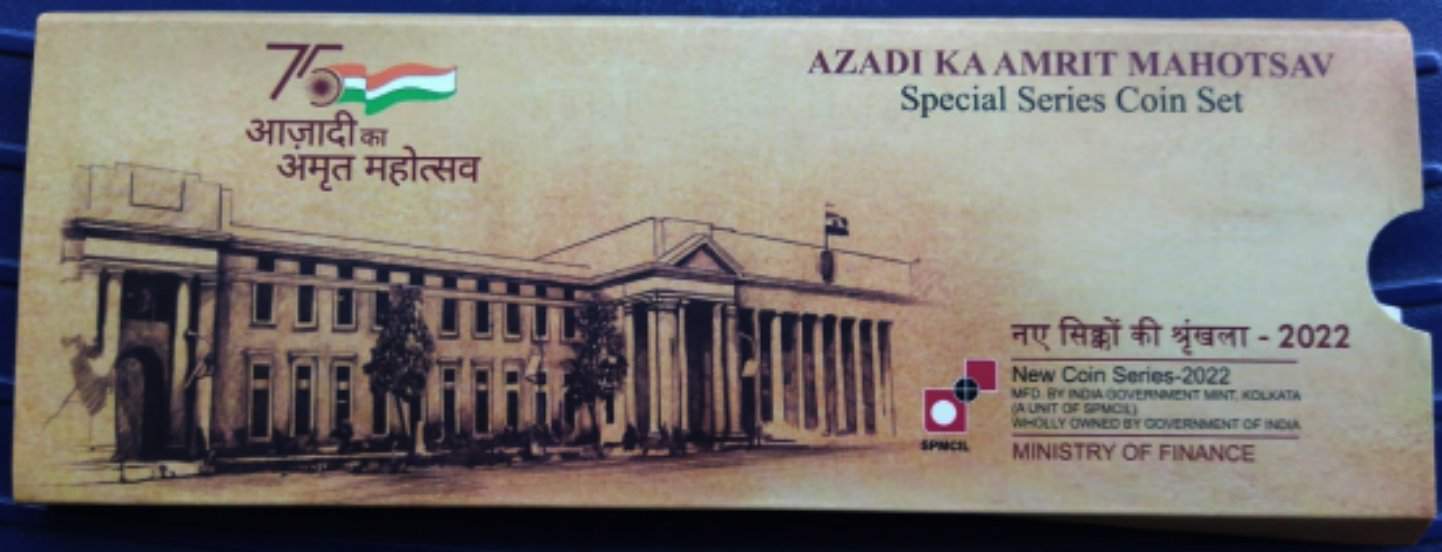 75
आज़ादी का
अमृत महोत्सव
AZADI KA AMRIT MAHOTSAV
Special Series Coin Set
नए सिक्कों की श्रृंखला - 2022
New Coin Series-2022
MFD. BY INDIA GOVERNMENT MINT, KOLKATA
(A UNIT OF SPMCIL)
WHOLLY OWNED BY GOVERNMENT OF INDIA
SPMCIL
MINISTRY OF FINANCE